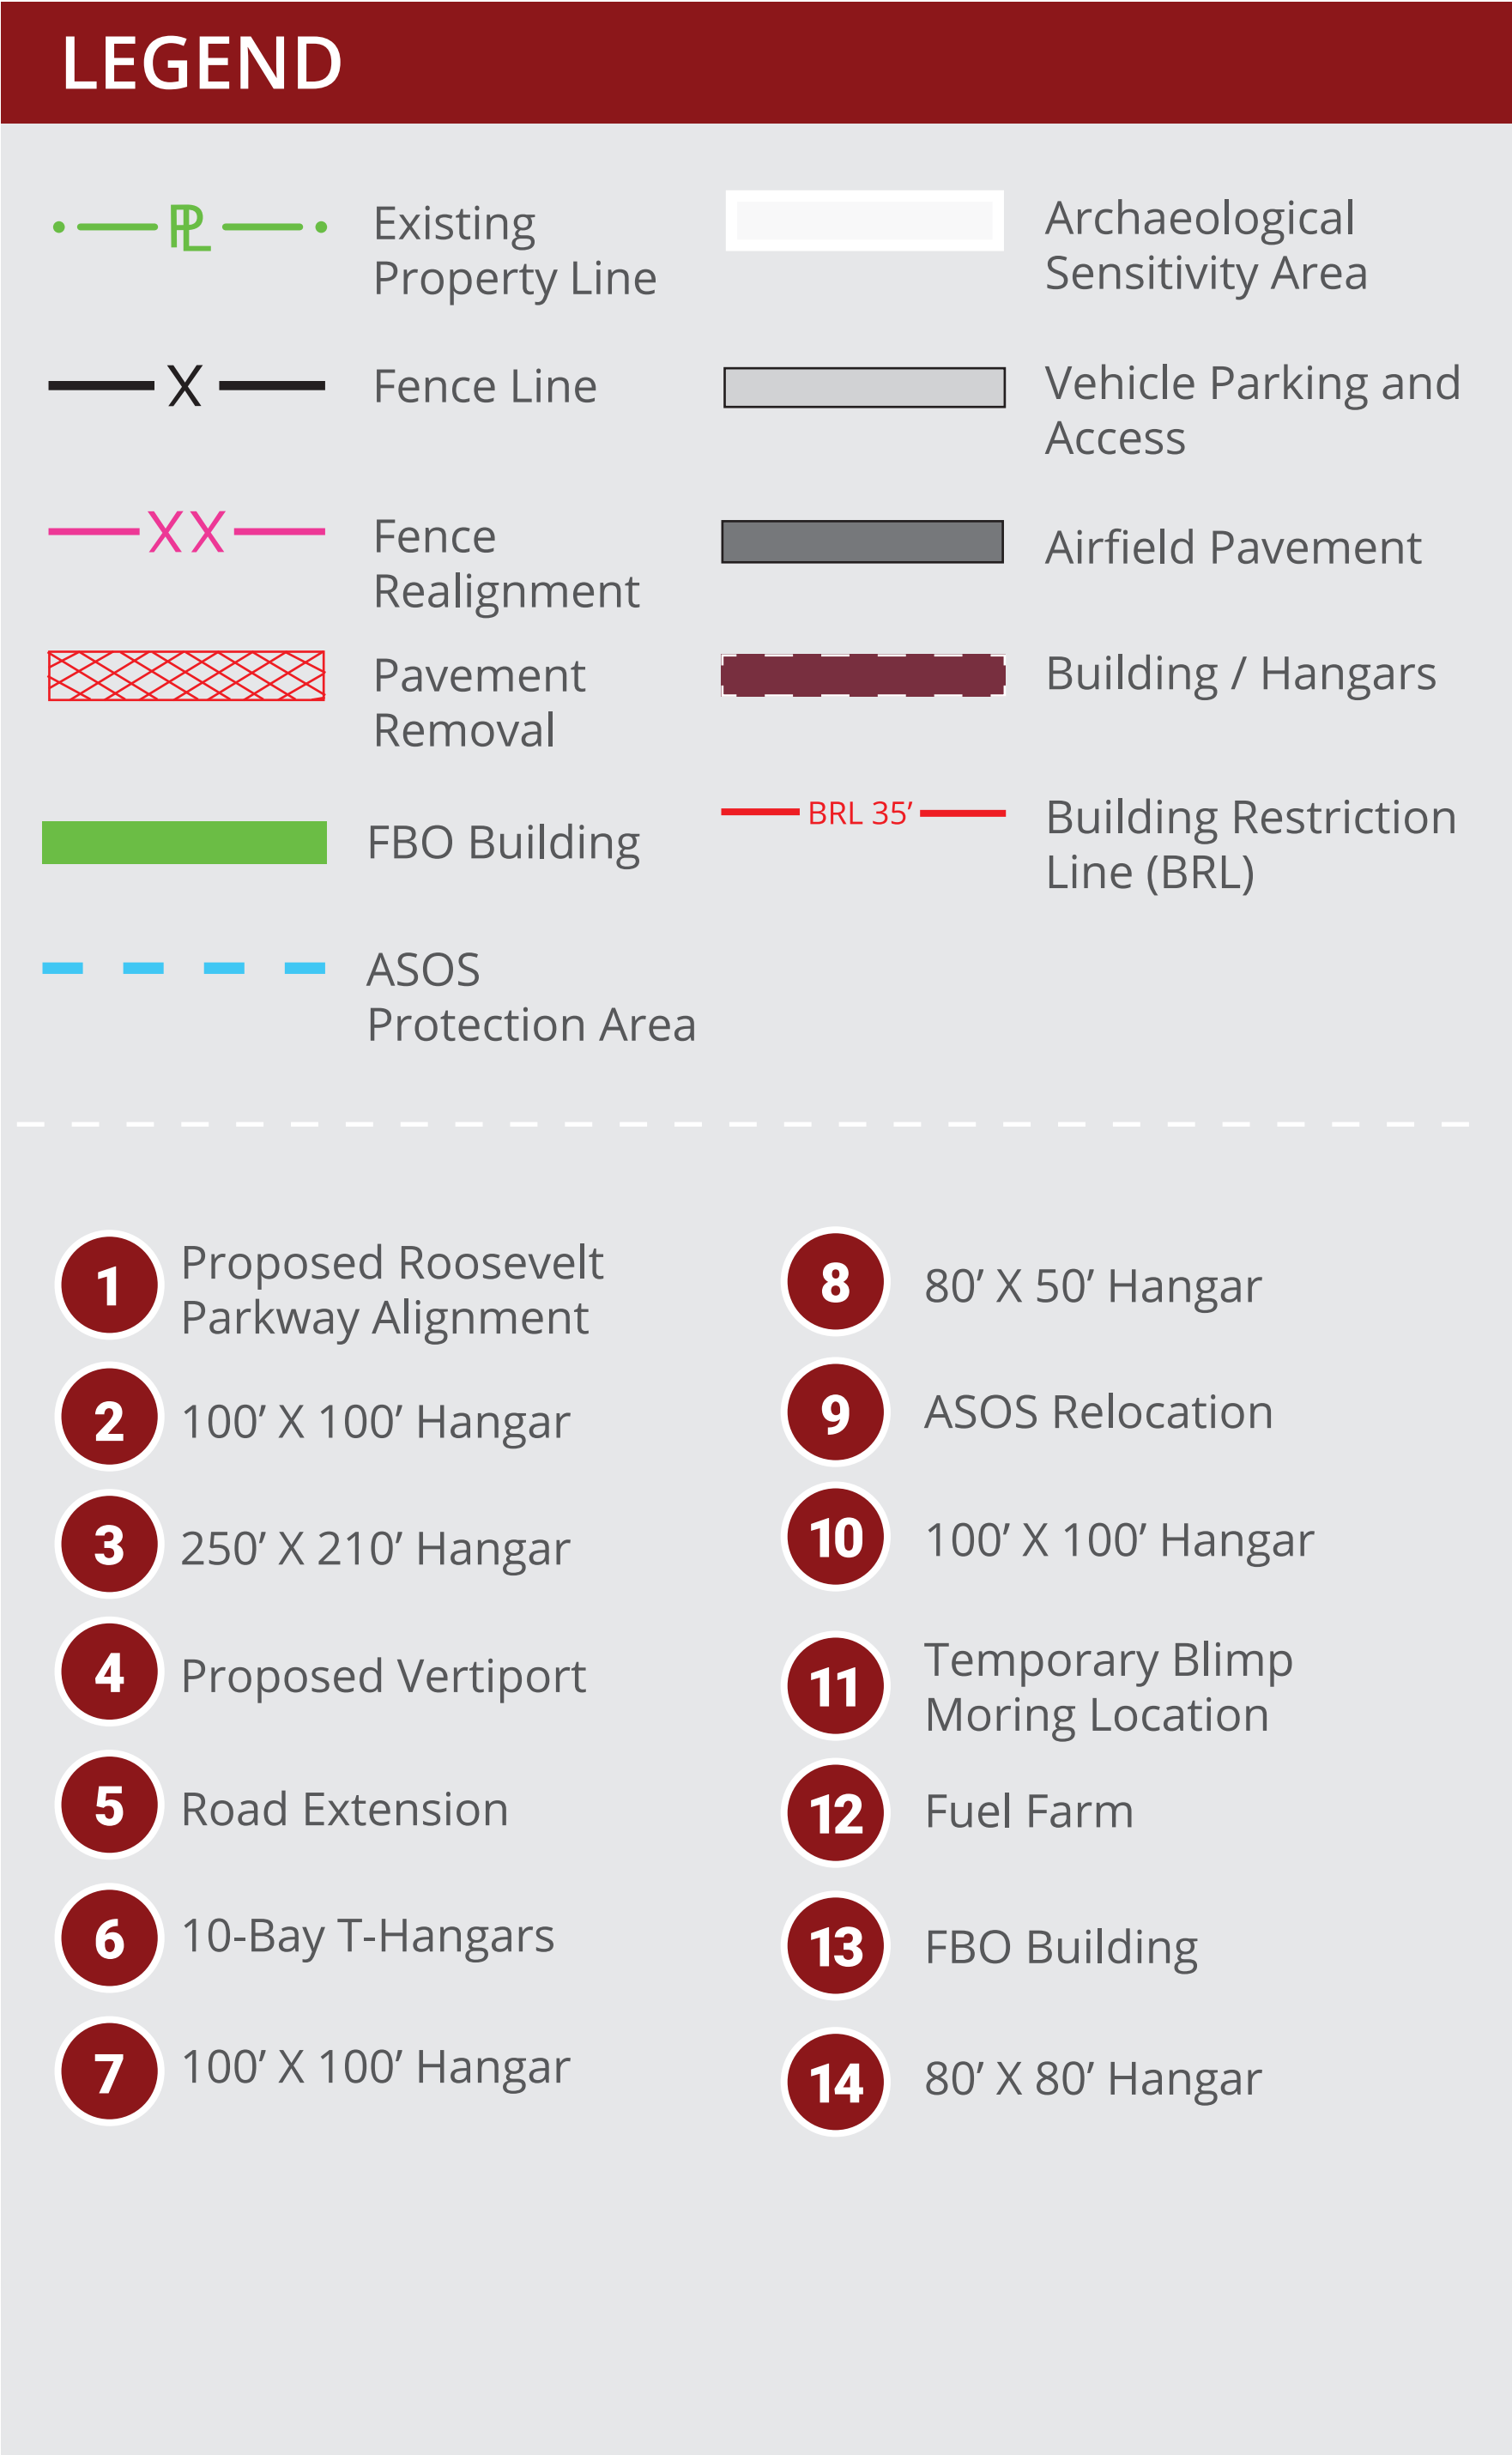 LEGEND
PL
Existing
Property Line
X
Fence Line
XX
Fence
Realignment
Pavement
Removal
FBO Building
ASOS
Protection Area
Archaeological
Sensitivity Area
Vehicle Parking and
Access
Airfield Pavement
Building / Hangars
BRL 35’
Building Restriction
Line (BRL)
1
Proposed Roosevelt
Parkway Alignment
2
100’ X 100’ Hangar
3
250’ X 210’ Hangar
4
Proposed Vertiport
5
Road Extension
6
10-Bay T-Hangars
7
100’ X 100’ Hangar
8
80’ X 50’ Hangar
9
ASOS Relocation
10
100’ X 100’ Hangar
11
Temporary Blimp
Moring Location
12
Fuel Farm
13
FBO Building
14
80’ X 80’ Hangar